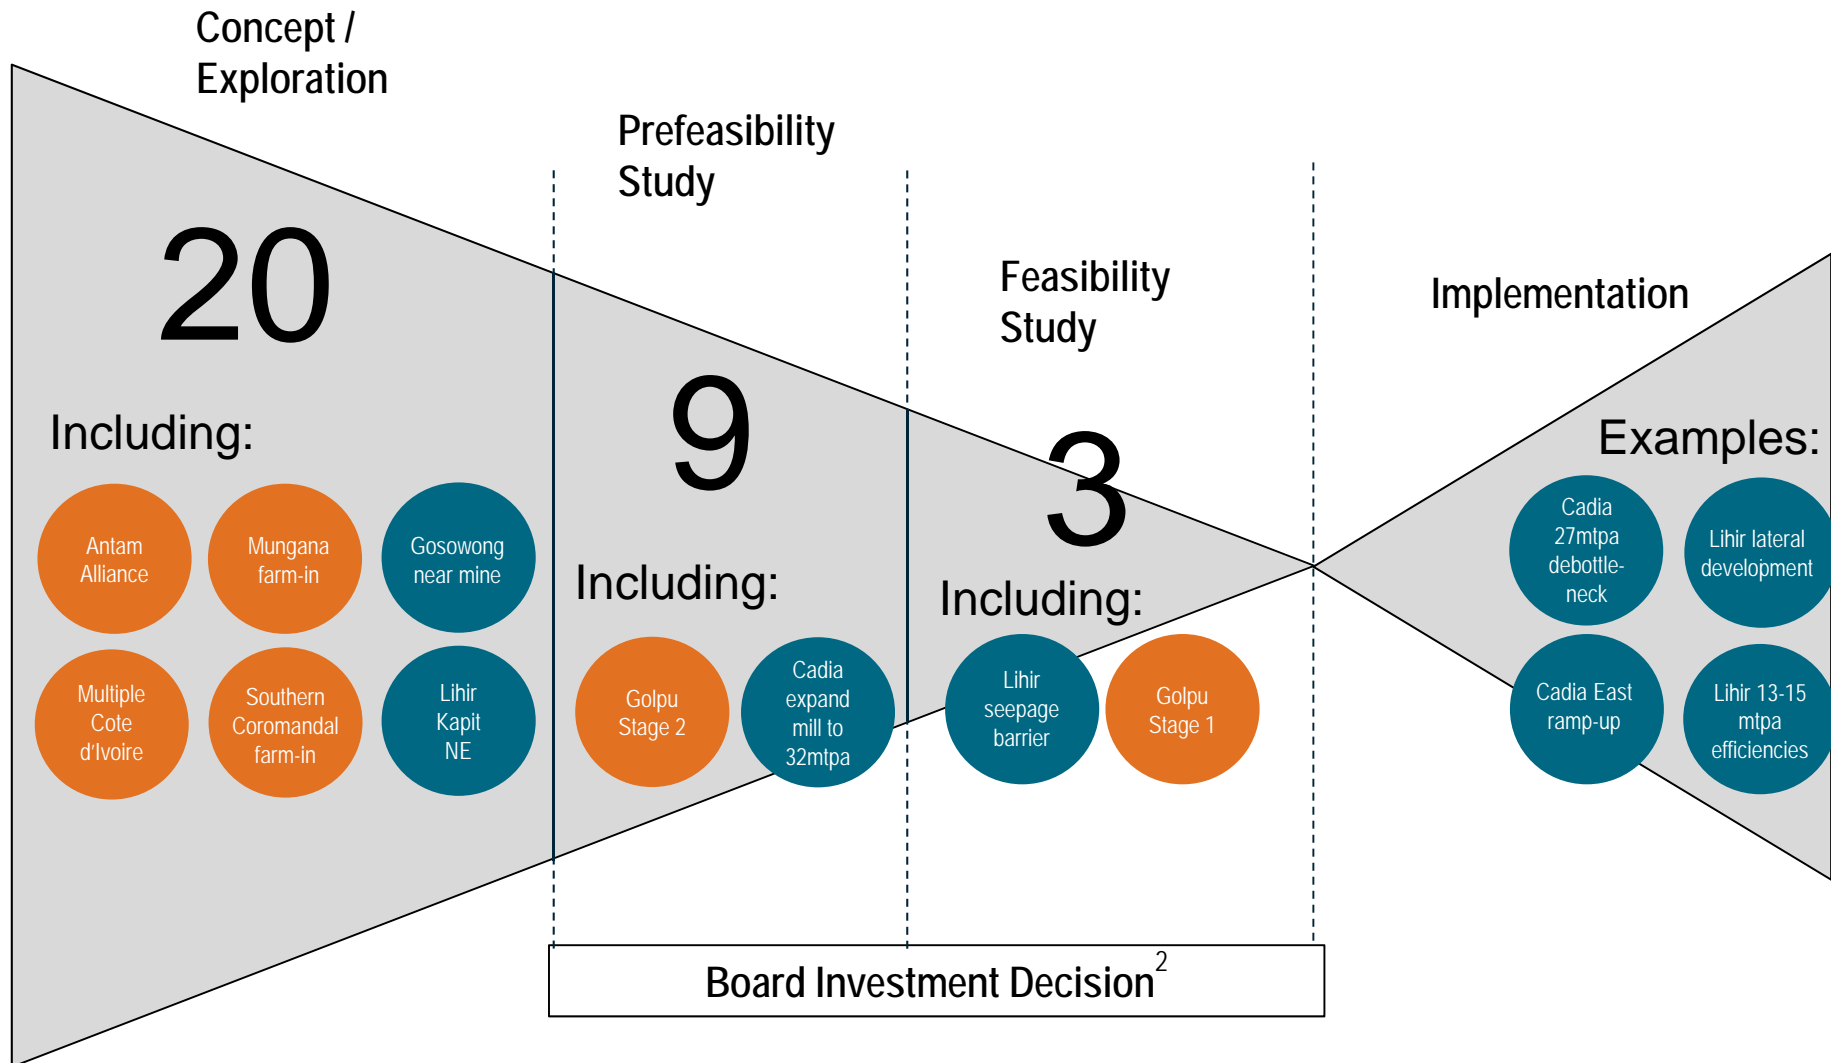 Concept /
Exploration
20
Including:
Antam
Alliance
Mungana
farm-in
Gosowong
near mine
Multiple
Cote
d'Ivoire
Southern
Coromandal
farm-in
Lihir
Kapit
NE
Prefeasibility
Study
9
Including:
Golpu
Stage 2
Cadia
expand
mill to
32mtpa
Feasibility
Study
3
Including:
Lihir
seepage
barrier
Golpu
Stage 1
Implementation
Examples:
Cadia
27mtpa
debottle-
neck
Lihir lateral
development
Cadia East
ramp-up
Lihir 13-15
mtpa
efficiencies
Board Investment Decision2